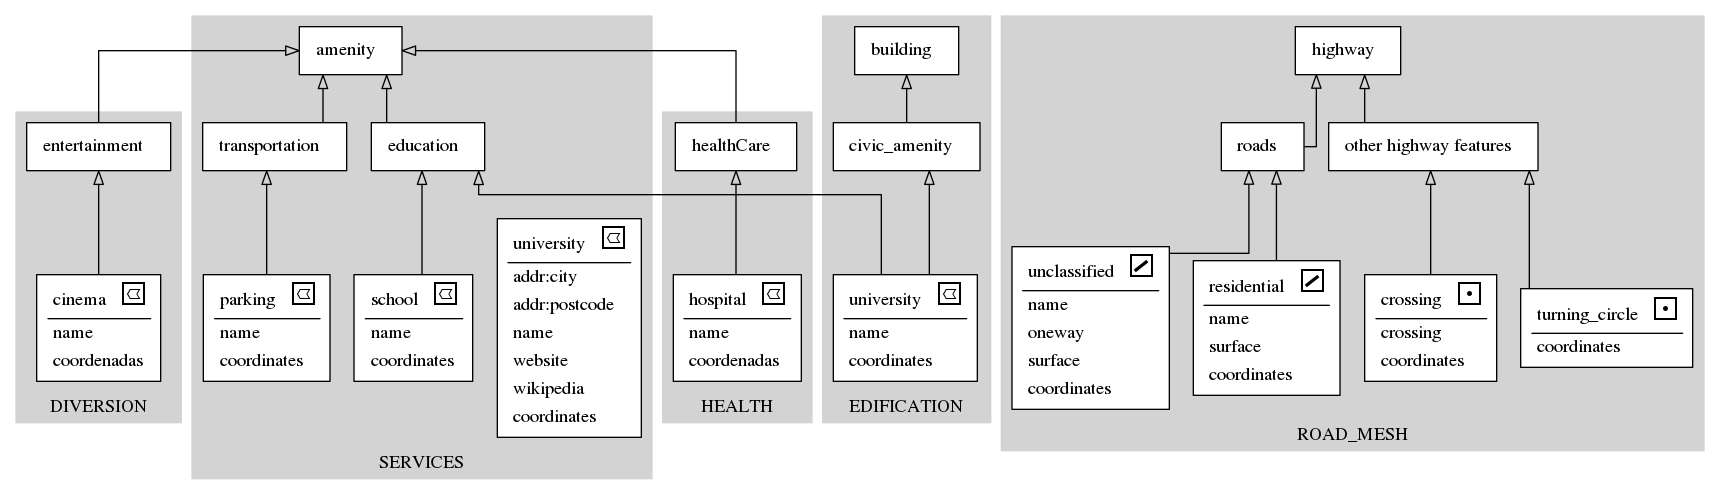 amenity
building
highway
entertainment
transportation
education
healthCare
civic_amenity
roads
other highway features
cinema
name
coordenadas
DIVERSION
parking
name
coordinates
school
name
coordinates
university
addr:city
addr:postcode
name
website
wikipedia
coordinates
SERVICES
hospital
name
coordenadas
HEALTH
university
name
coordinates
EDIFICATION
unclassified
name
oneway
surface
coordinates
residential
name
surface
coordinates
crossing
crossing
coordinates
turning_circle
coordinates
ROAD_MESH